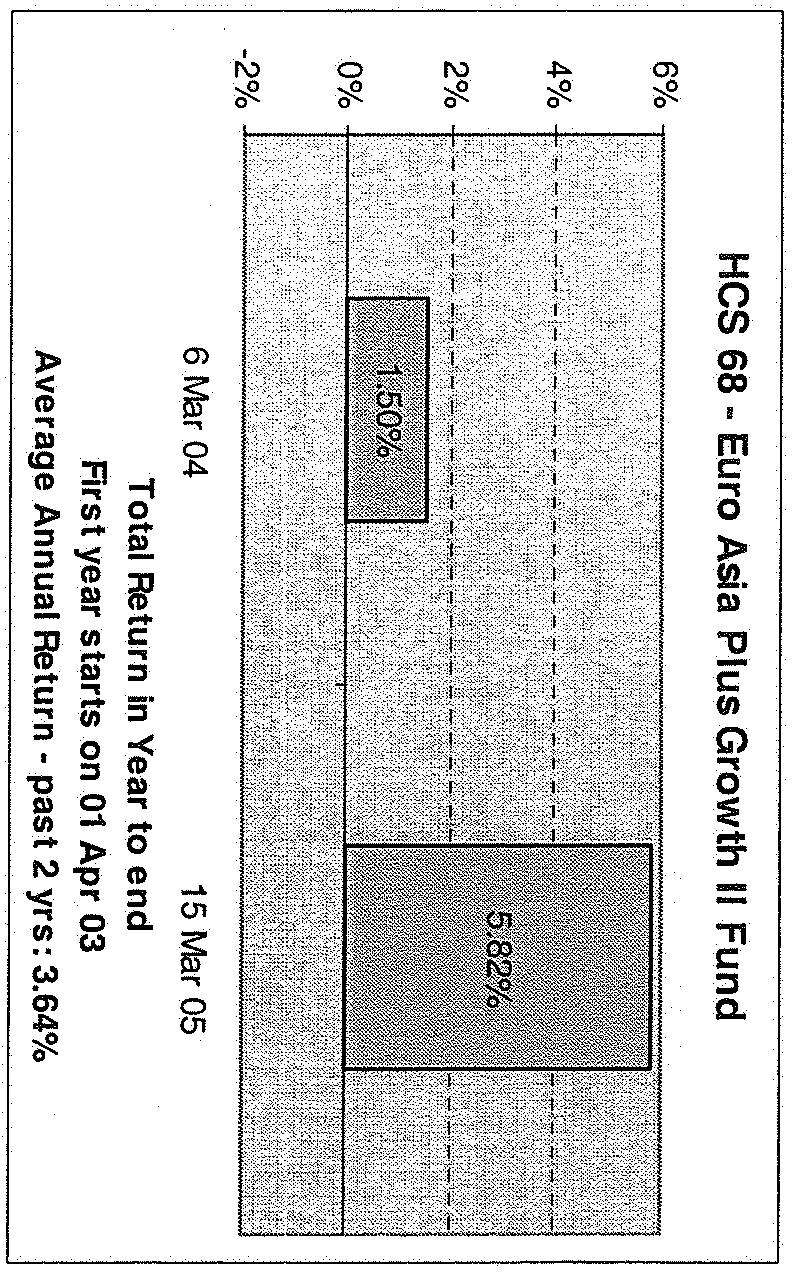 HCS 68 - Euro Asia Plus Growth II Fund
6%
4%
2%
0%
-2%
1.50%
5.82%
6 Mar 04
15 Mar 05
Total Return in Year to end
First year starts on 01 Apr 03
Average Annual Return - past 2 yrs: 3.64%